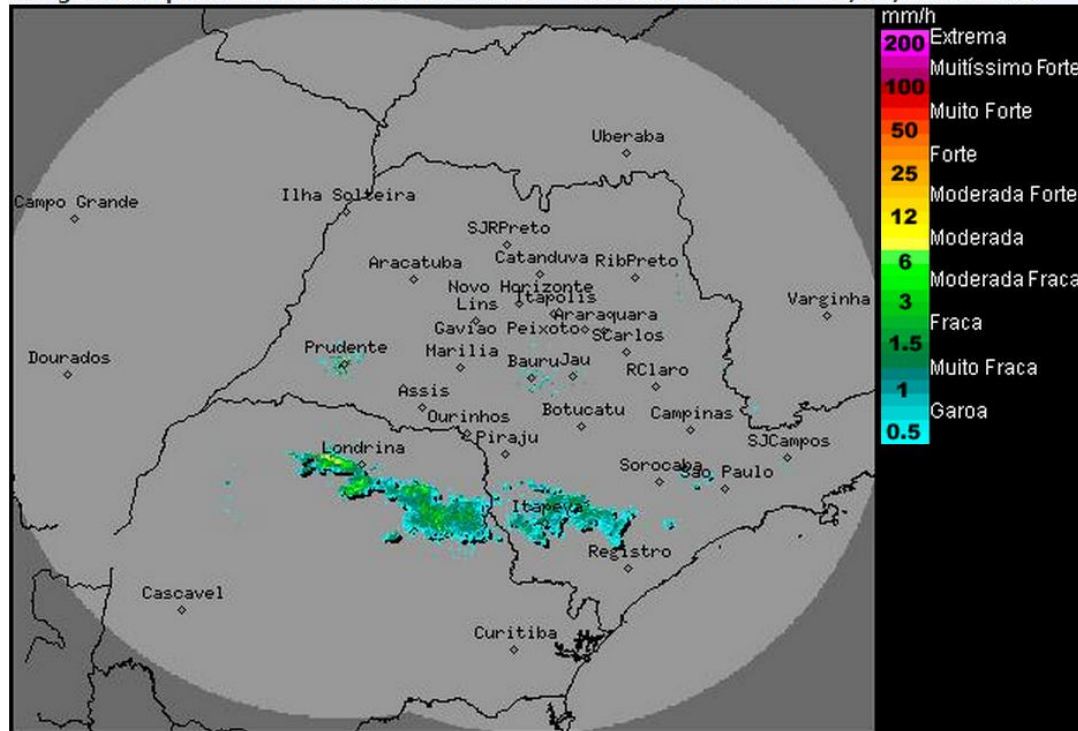 mm/h
200 Extrema
Muitíssimo Forte
100
Muito Forte
50
Forte
25
Moderada Forte
12
Moderada
6
Moderada Fraca
3
Fraca
1.5
Muito Fraca
1
Garoa
0.5
Uberaba
Campo Grande
Ilha Solteira
SJRPreto
Catanduva
RibPreto
Aracatuba
Novo Horizonte
Lins
Itapolis
Varginha
Araraquara
Gaviao Peixoto
SCarlos
Prudente
Marilia
Dourados
Bauru
Jau
RClaro
Assis
Ourinhos
Botucatu
Campinas
Piraju
SJCampos
Londrina
Sorocaba
Sao Paulo
Itapeva
Registro
Cascavel
Curitiba